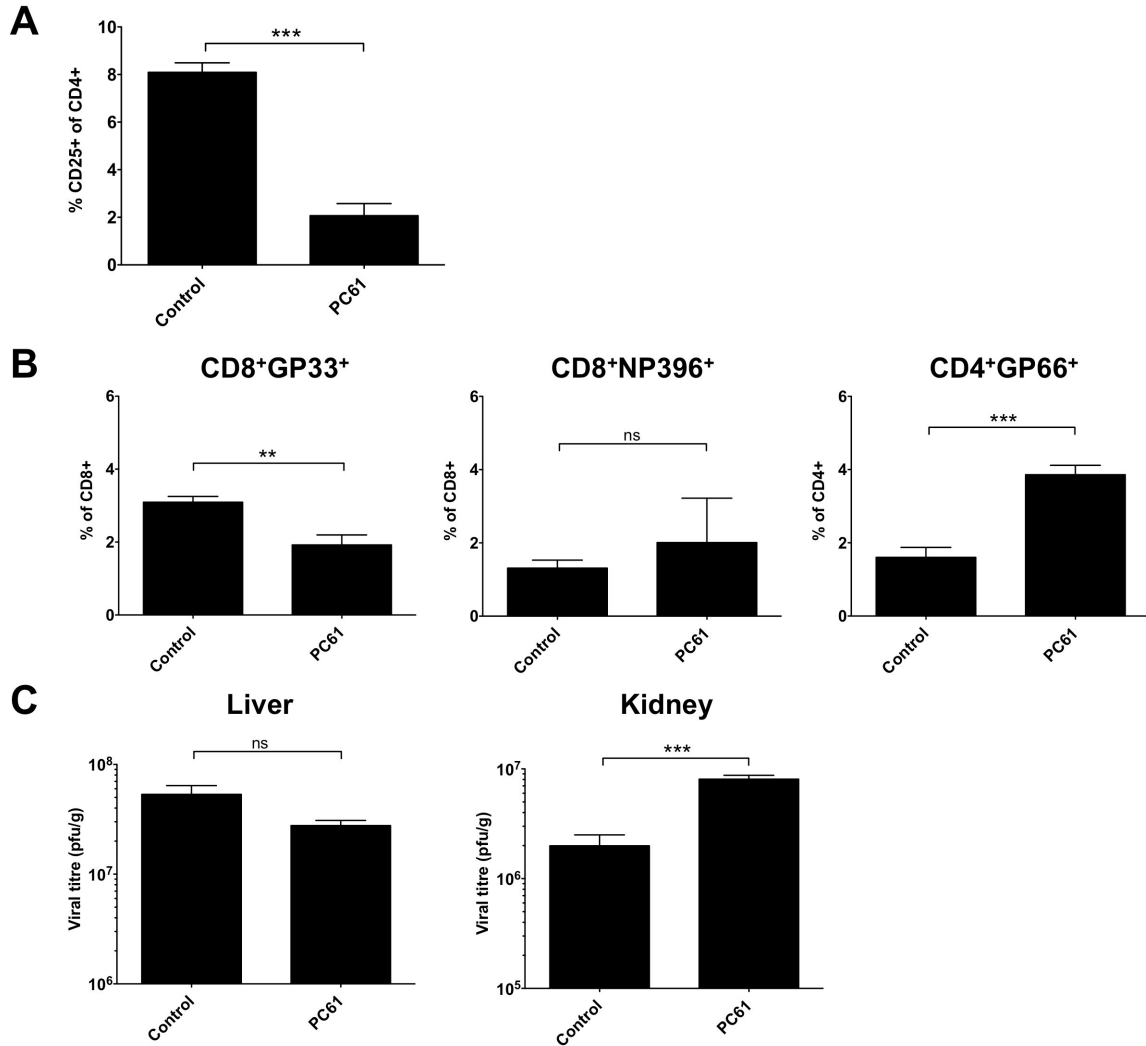 A
% CD25+ of CD4+
10
8
6
4
2
0
***
Control
PC61
B
CD8⁺GP33⁺
% of CD8+
6
4
2
0
**
Control
PC61
CD8⁺NP396⁺
% of CD8+
6
4
2
0
ns
Control
PC61
CD4⁺GP66⁺
% of CD4+
6
4
2
0
***
Control
PC61
C
Liver
Viral titre (pfu/g)
10⁸
10⁷
10⁶
ns
Control
PC61
Kidney
Viral titre (pfu/g)
10⁷
10⁶
10⁵
***
Control
PC61